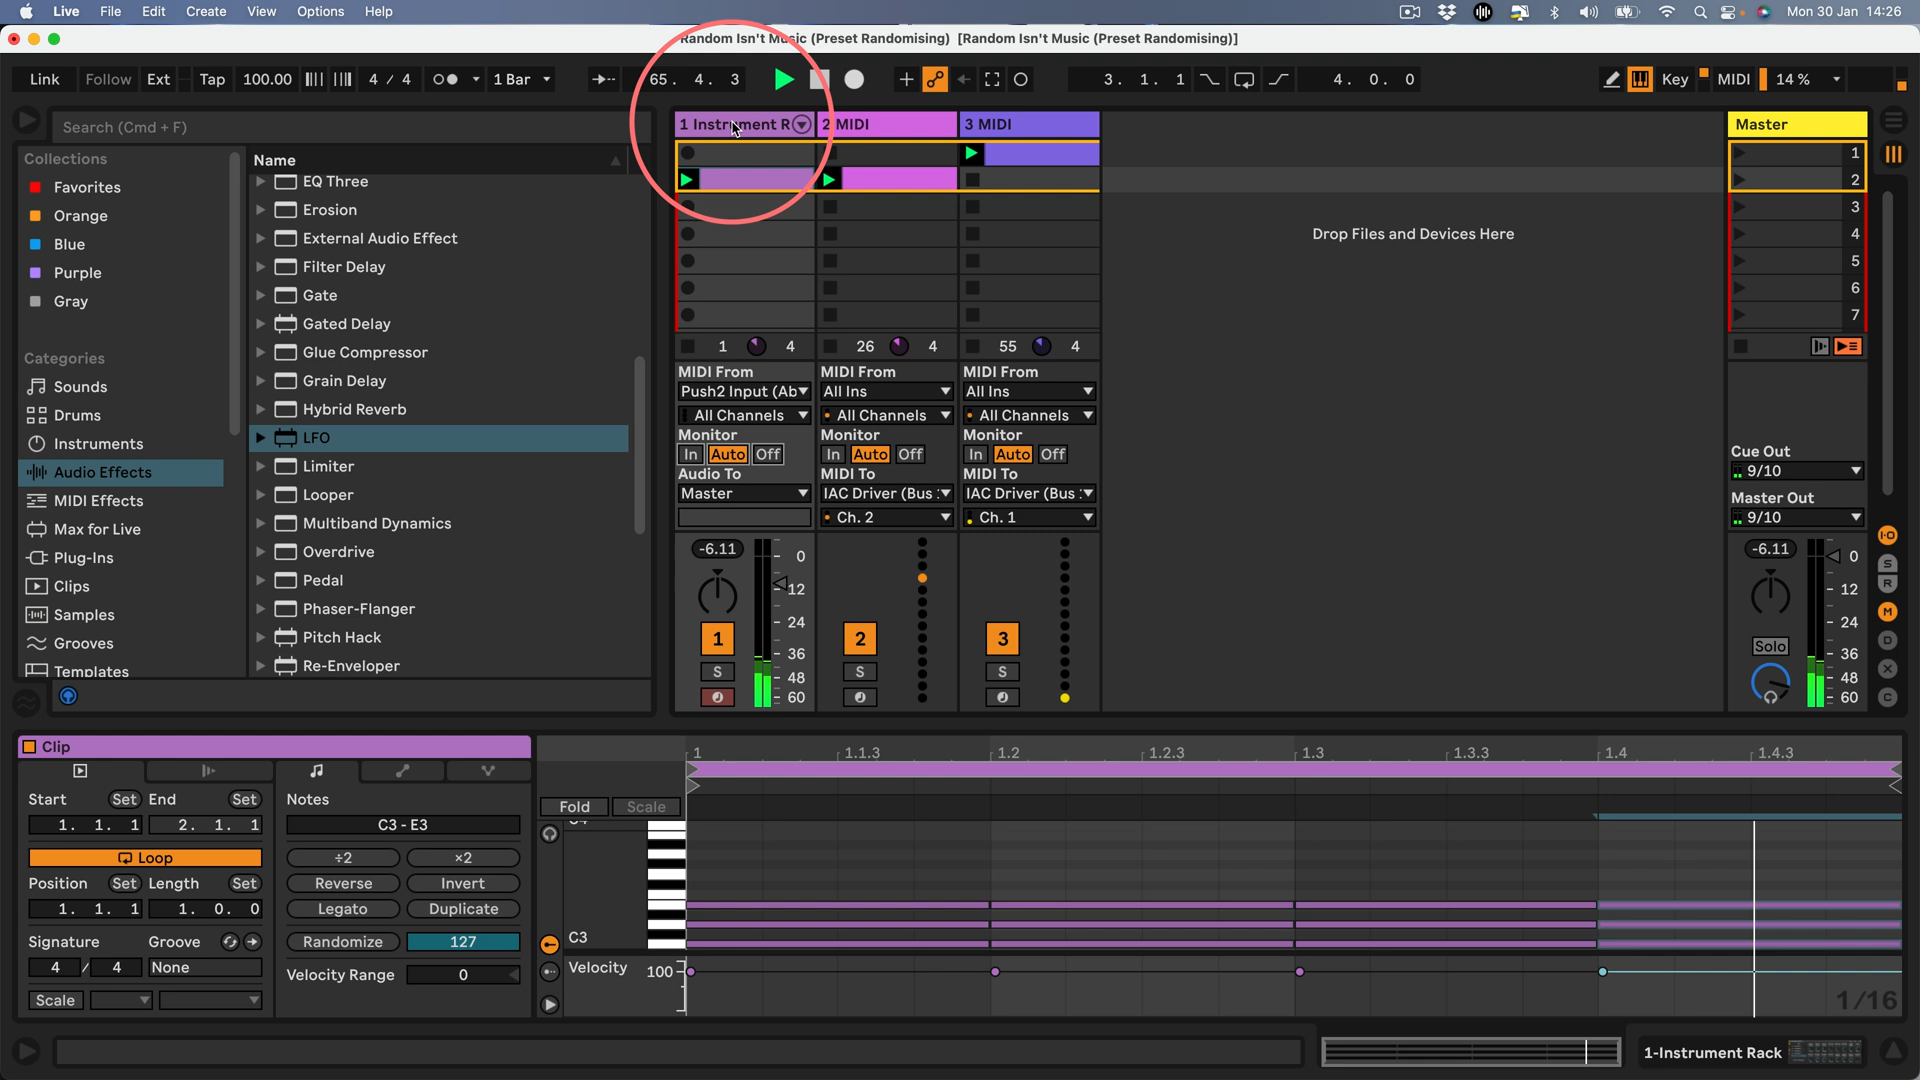 Live File Edit Create View Options Help Mon 30 Jan 14:26
Random Isn't Music (Preset Randomising) [Random Isn't Music (Preset Randomising)]
Link Follow Ext Tap 100.00 4 / 4 1 Bar 65. 4. 3 3. 1. 1 4. 0. 0 Key MIDI 14 %
Search (Cmd + F)
Collections
Favorites
Orange
Blue
Purple
Gray
Categories
Sounds
Drums
Instruments
Audio Effects
MIDI Effects
Max for Live
Plug-Ins
Clips
Samples
Grooves
Templates
Name
EQ Three
Erosion
External Audio Effect
Filter Delay
Gate
Gated Delay
Glue Compressor
Grain Delay
Hybrid Reverb
LFO
Limiter
Looper
Multiband Dynamics
Overdrive
Pedal
Phaser-Flanger
Pitch Hack
Re-Enveloper
1 Instrument R 2 MIDI 3 MIDI Master
1
2
3
4
5
6
7
Drop Files and Devices Here
1 4 26 4 55 4
MIDI From MIDI From MIDI From
Push2 Input (Ab All Ins All Ins
All Channels All Channels All Channels
Monitor Monitor Monitor
In Auto Off In Auto Off In Auto Off
Audio To MIDI To MIDI To
Master IAC Driver (Bus : IAC Driver (Bus :
Ch. 2 Ch. 1
Cue Out
9/10
Master Out
9/10
-6.11 0
12
24
36
48
60
1 2 3
S S S
-6.11 0
12
24
36
48
60
Solo
I·O
S
R
M
D
X
C
Clip
Start Set End Set
1. 1. 1 2. 1. 1
Loop
Position Set Length Set
1. 1. 1 1. 0. 0
Signature Groove
4 / 4 None
Scale
Notes
C3 - E3
÷2 ×2
Reverse Invert
Legato Duplicate
Randomize 127
Velocity Range 0
1 1.1.3 1.2 1.2.3 1.3 1.3.3 1.4 1.4.3
Fold Scale
C3
Velocity 100
1/16
1-Instrument Rack